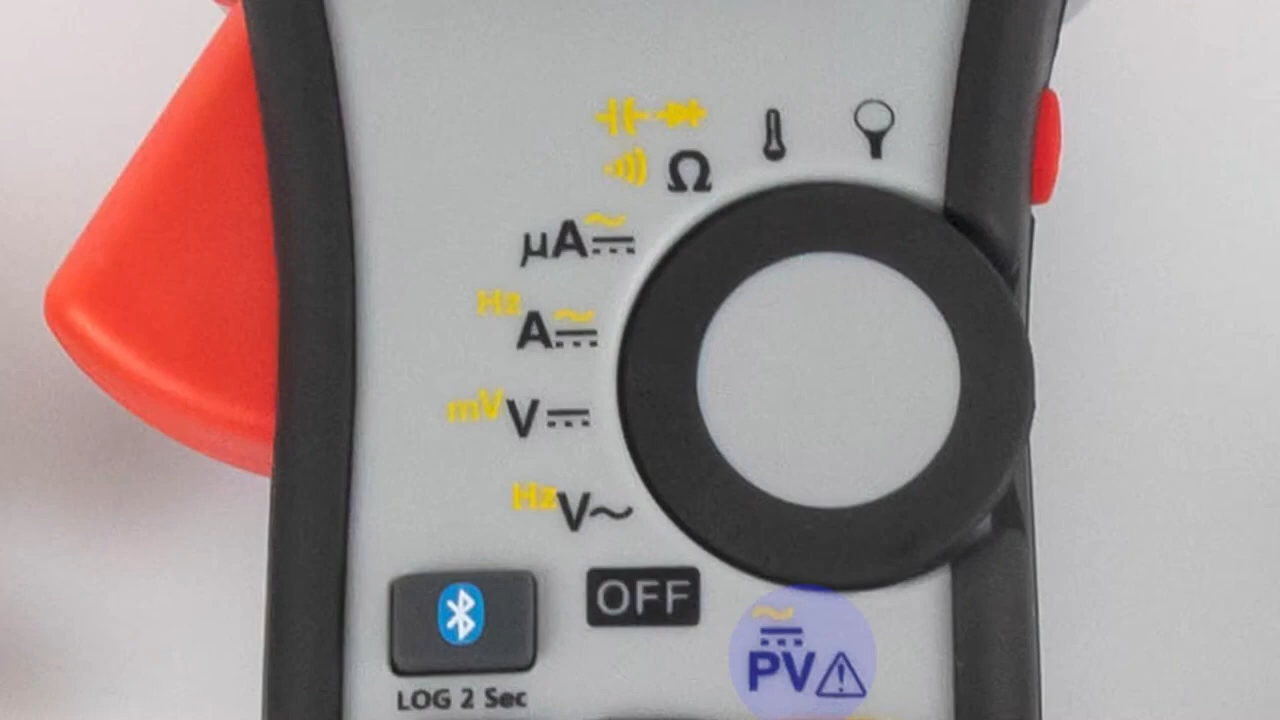 Ω
μA
Hz
A
mV V
Hz V~
OFF
PV
LOG 2 Sec